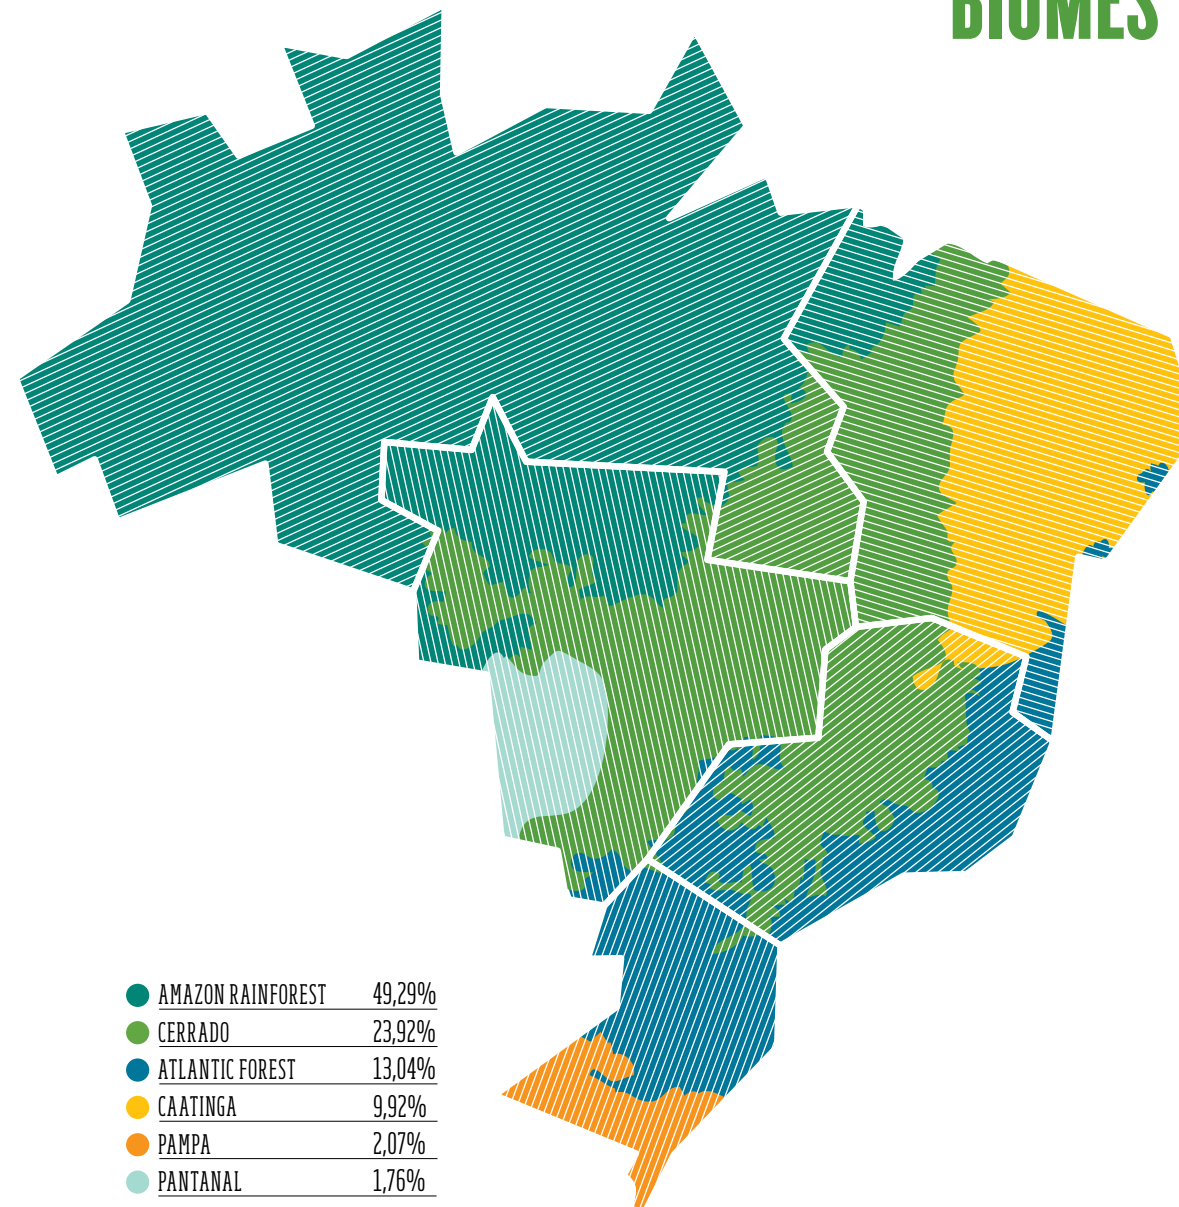 BIOMES
AMAZON RAINFOREST 49,29%
CERRADO 23,92%
ATLANTIC FOREST 13,04%
CAATINGA 9,92%
PAMPA 2,07%
PANTANAL 1,76%